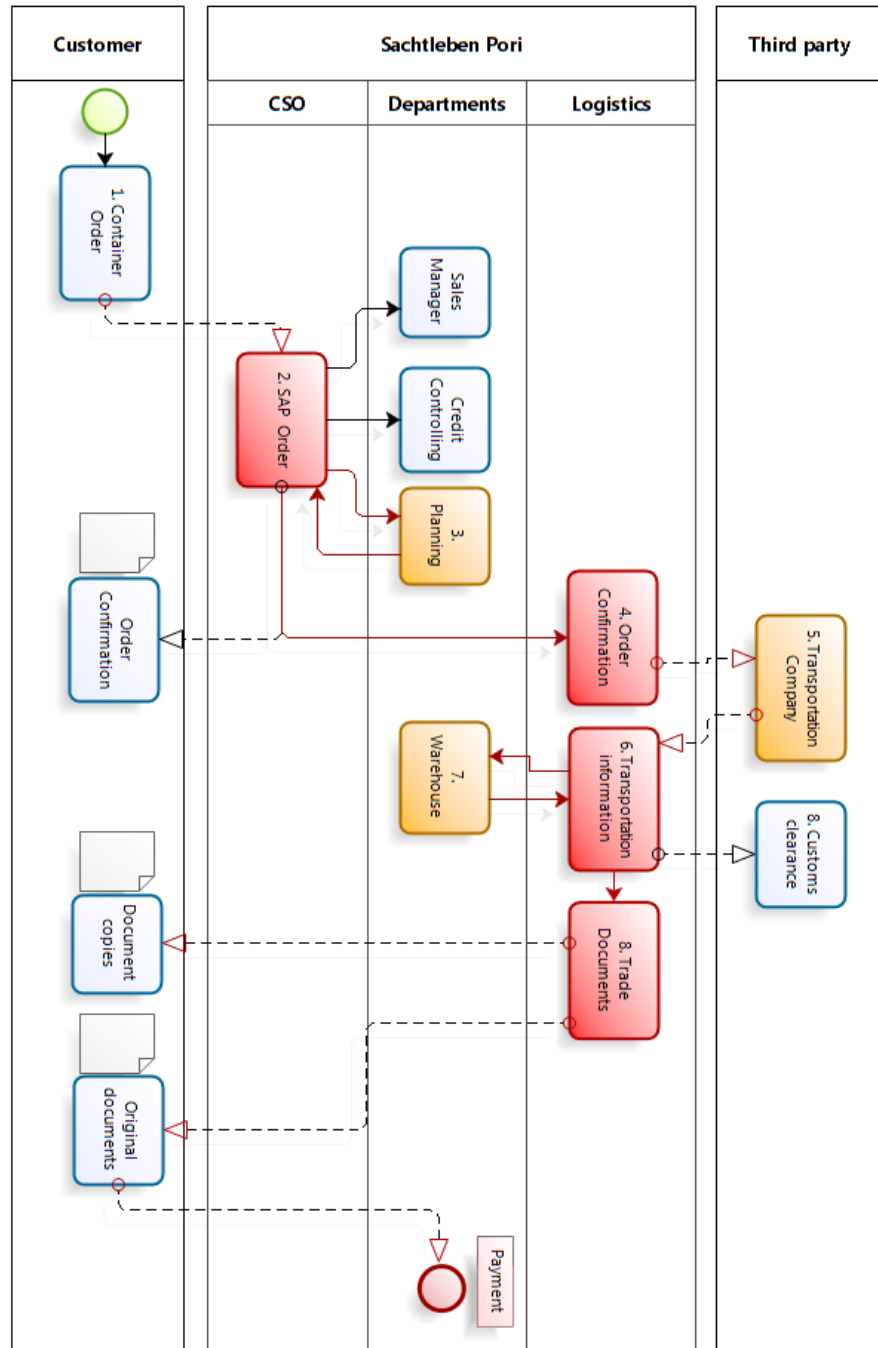 Customer
Sachtleben Pori
Third party
CSO
Departments
Logistics
1. Container
Order
Sales
Manager
2. SAP Order
Credit
Controlling
3.
Planning
Order
Confirmation
4. Order
Confirmation
5. Transportation
Company
6. Transportation
information
7.
Warehouse
8. Customs
clearance
Document
copies
8. Trade
Documents
Original
documents
Payment